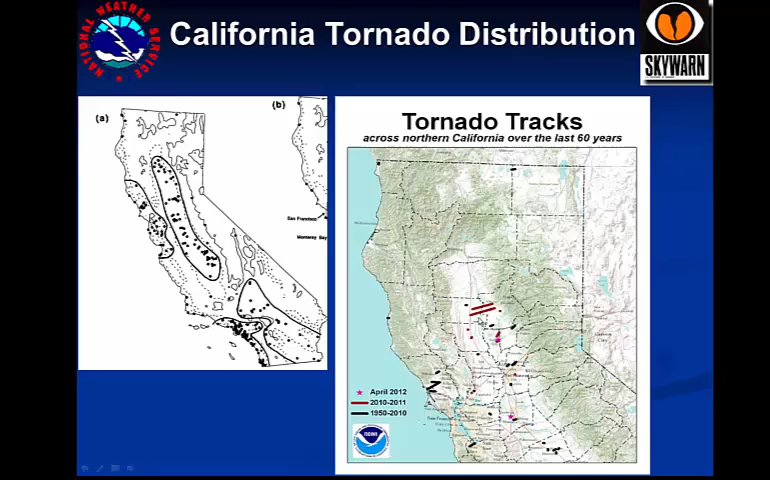 California Tornado Distribution
NATIONAL WEATHER SERVICE
SKYWARN
(a)
(b)
San Francisco
Monterey Bay
Tornado Tracks
across northern California over the last 60 years
April 2012
2010-2011
1950-2010
NOAA